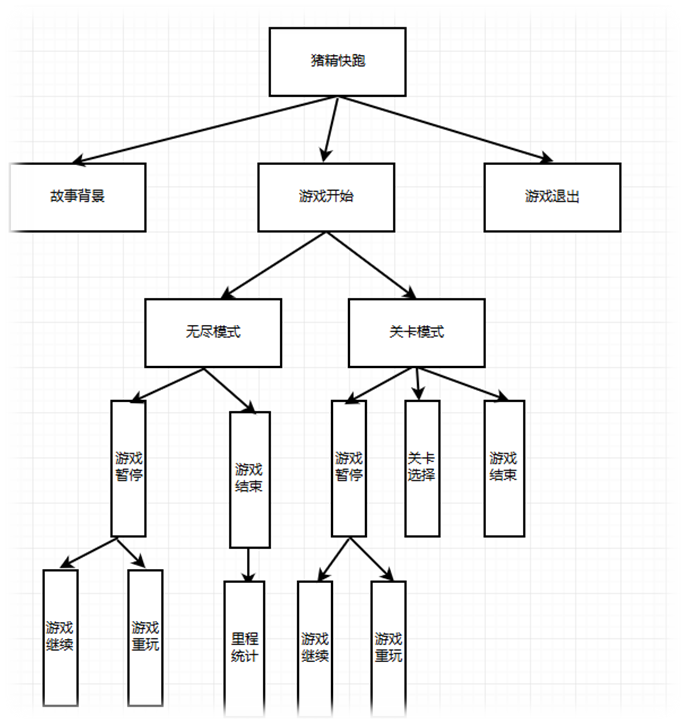 猪精快跑
故事背景
游戏开始
游戏退出
无尽模式
关卡模式
游戏
暂停
游戏
结束
游戏
暂停
关卡
选择
游戏
结束
游戏
继续
游戏
重玩
里程
统计
游戏
继续
游戏
重玩